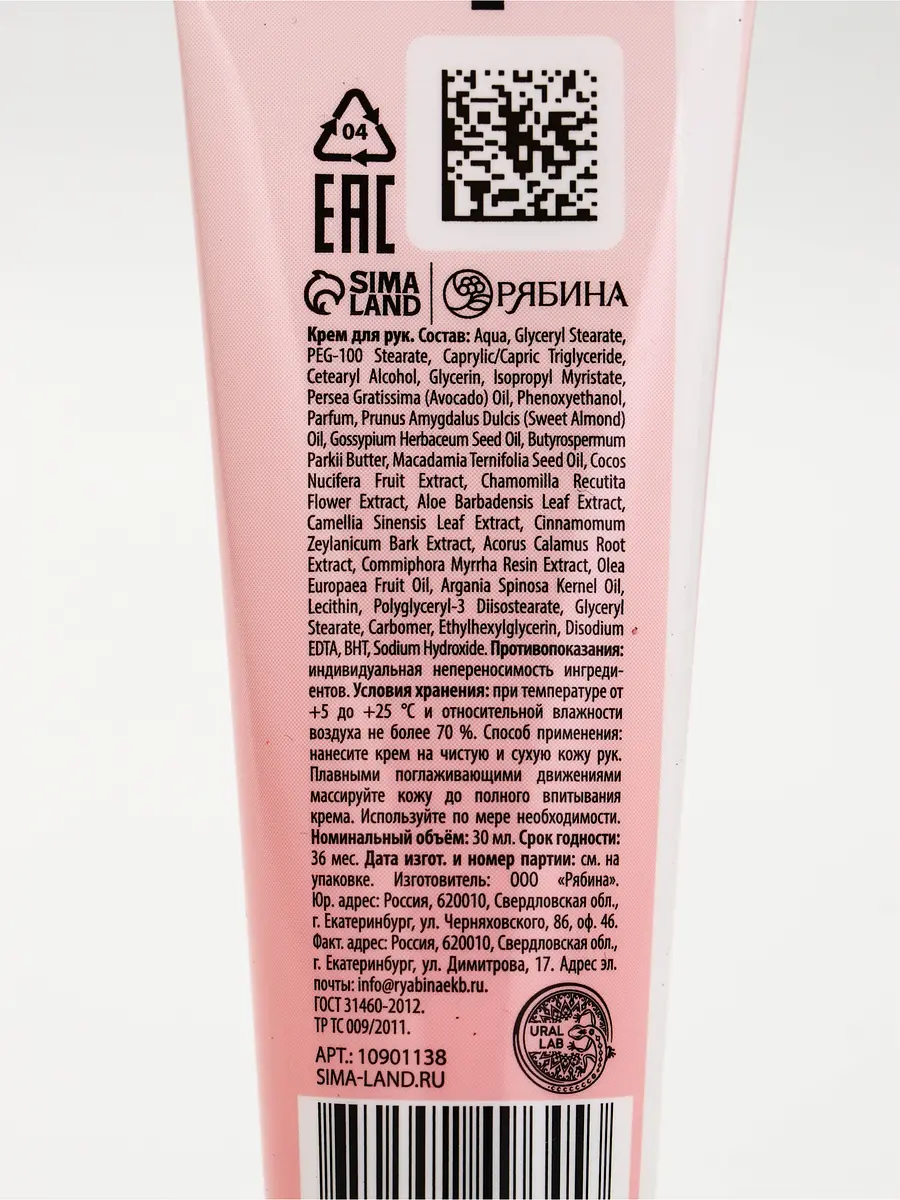 04
EAC
SIMA
LAND
РЯБИНА
Крем для рук. Состав: Aqua, Glyceryl Stearate,
PEG-100 Stearate, Caprylic/Capric Triglyceride,
Cetearyl Alcohol, Glycerin, Isopropyl Myristate,
Persea Gratissima (Avocado) Oil, Phenoxyethanol,
Parfum, Prunus Amygdalus Dulcis (Sweet Almond)
Oil, Gossypium Herbaceum Seed Oil, Butyrospermum
Parkii Butter, Macadamia Ternifolia Seed Oil, Cocos
Nucifera Fruit Extract, Chamomilla Recutita
Flower Extract, Aloe Barbadensis Leaf Extract,
Camellia Sinensis Leaf Extract, Cinnamomum
Zeylanicum Bark Extract, Acorus Calamus Root
Extract, Commiphora Myrrha Resin Extract, Olea
Europaea Fruit Oil, Argania Spinosa Kernel Oil,
Lecithin, Polyglyceryl-3 Diisostearate, Glyceryl
Stearate, Carbomer, Ethylhexylglycerin, Disodium
EDTA, BHT, Sodium Hydroxide. Противопоказания:
индивидуальная непереносимость ингреди-
ентов. Условия хранения: при температуре от
+5 до +25 °C и относительной влажности
воздуха не более 70 %. Способ применения:
нанесите крем на чистую и сухую кожу рук.
Плавными поглаживающими движениями
массируйте кожу до полного впитывания
крема. Используйте по мере необходимости.
Номинальный объём: 30 мл. Срок годности:
36 мес. Дата изгот. и номер партии: см. на
упаковке. Изготовитель: ООО «Рябина».
Юр. адрес: Россия, 620010, Свердловская обл.,
г. Екатеринбург, ул. Черняховского, 86, оф. 46.
Факт. адрес: Россия, 620010, Свердловская обл.,
г. Екатеринбург, ул. Димитрова, 17. Адрес эл.
почты: info@ryabinaekb.ru.
ГОСТ 31460-2012.
ТР ТС 009/2011.
URAL
LAB
АРТ.: 10901138
SIMA-LAND.RU